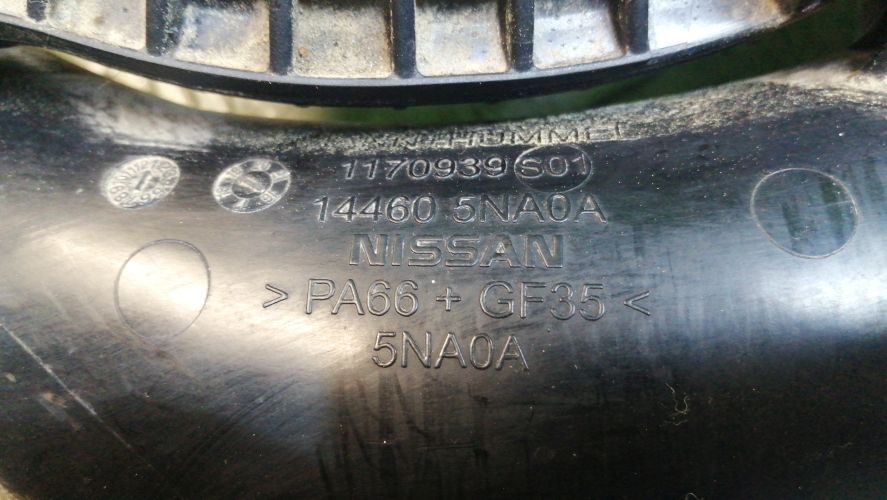 MANN+HUMMEL
1170939 S01
14460 5NA0A
NISSAN
> PA66 + GF35 <
5NA0A